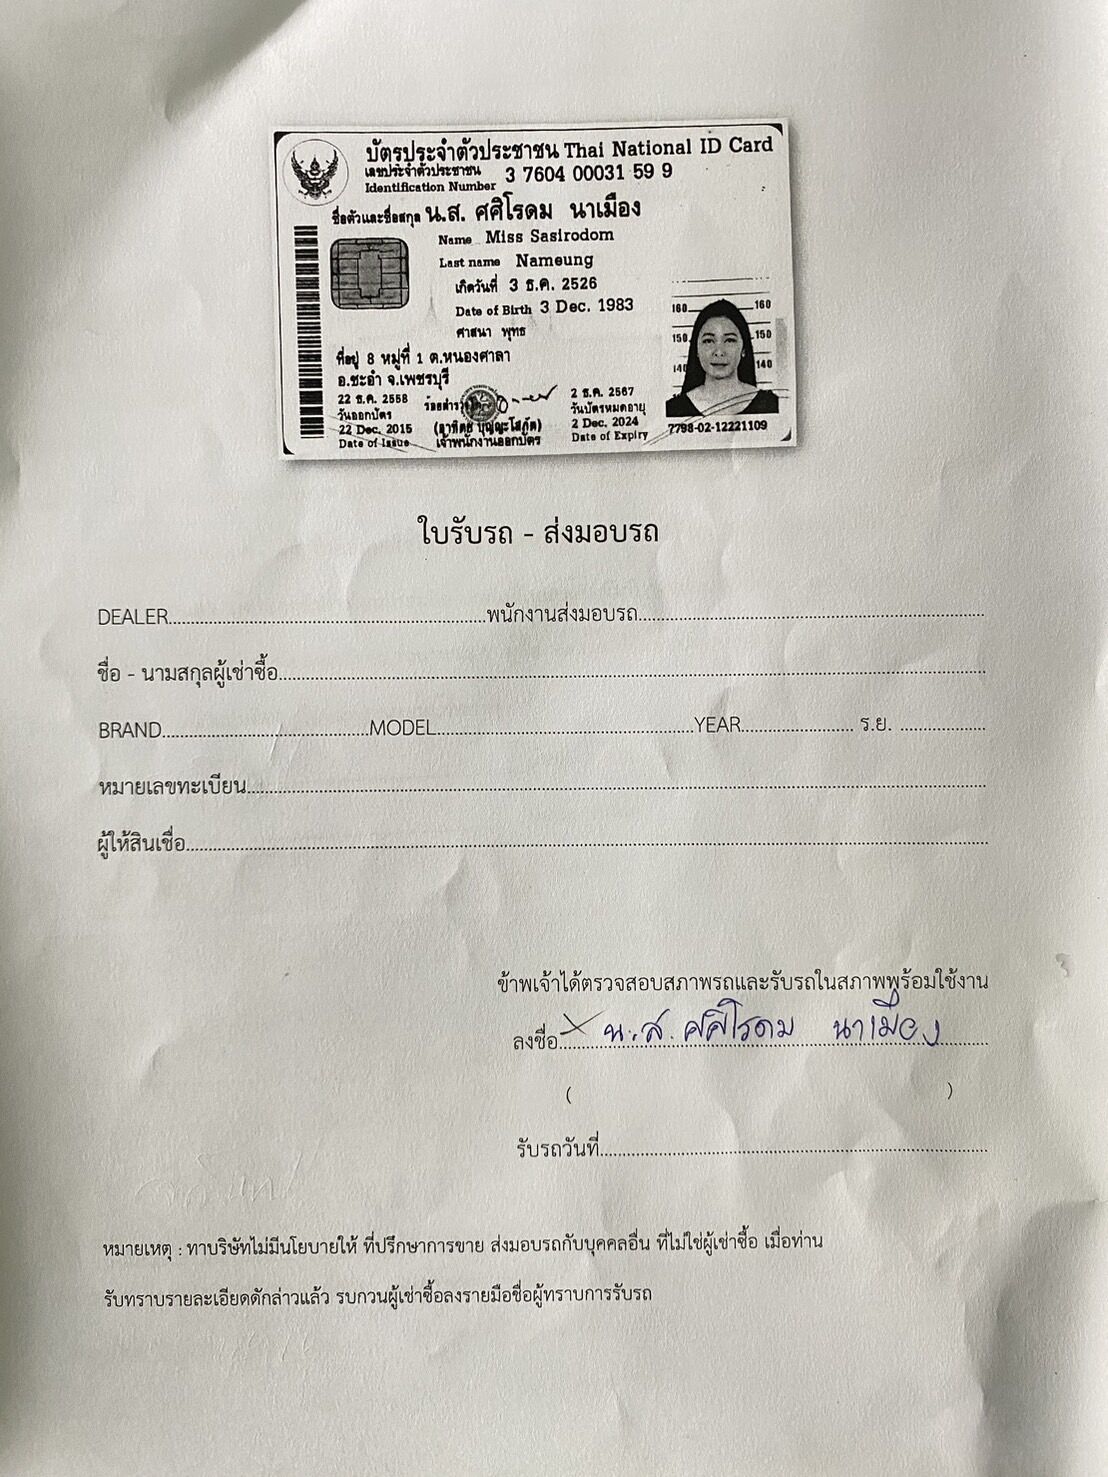 บัตรประจำตัวประชาชน Thai National ID Card
เลขประจำตัวประชาชน
Identification Number 3 7604 00031 59 9
ชื่อตัวและชื่อสกุล น.ส. ศศิโรดม นาเมือง
Name Miss Sasirodom
Last name Nameung
เกิดวันที่ 3 ธ.ค. 2526
Date of Birth 3 Dec. 1983
ศาสนา พุทธ
ที่อยู่ 8 หมู่ที่ 1 ต.หนองศาลา
อ.ชะอำ จ.เพชรบุรี
22 ธ.ค. 2558
วันออกบัตร
22 Dec. 2015
Date of Issue
เจ้าพนักงานออกบัตร
2 ธ.ค. 2567
วันบัตรหมดอายุ
2 Dec. 2024
Date of Expiry
160 160
150 150
140 140
7798-02-12221109
ใบรับรถ - ส่งมอบรถ
DEALER พนักงานส่งมอบรถ
ชื่อ - นามสกุลผู้เช่าซื้อ
BRAND MODEL YEAR ร.ย.
หมายเลขทะเบียน
ผู้ให้สินเชื่อ
ข้าพเจ้าได้ตรวจสอบสภาพรถและรับรถในสภาพพร้อมใช้งาน
ลงชื่อ น.ส. ศศิโรดม นาเมือง
( )
รับรถวันที่
หมายเหตุ : ทาบริษัทไม่มีนโยบายให้ ที่ปรึกษาการขาย ส่งมอบรถกับบุคคลอื่น ที่ไม่ใช่ผู้เช่าซื้อ เมื่อท่าน
รับทราบรายละเอียดดักล่าวแล้ว รบกวนผู้เช่าซื้อลงรายมือชื่อผู้ทราบการรับรถ